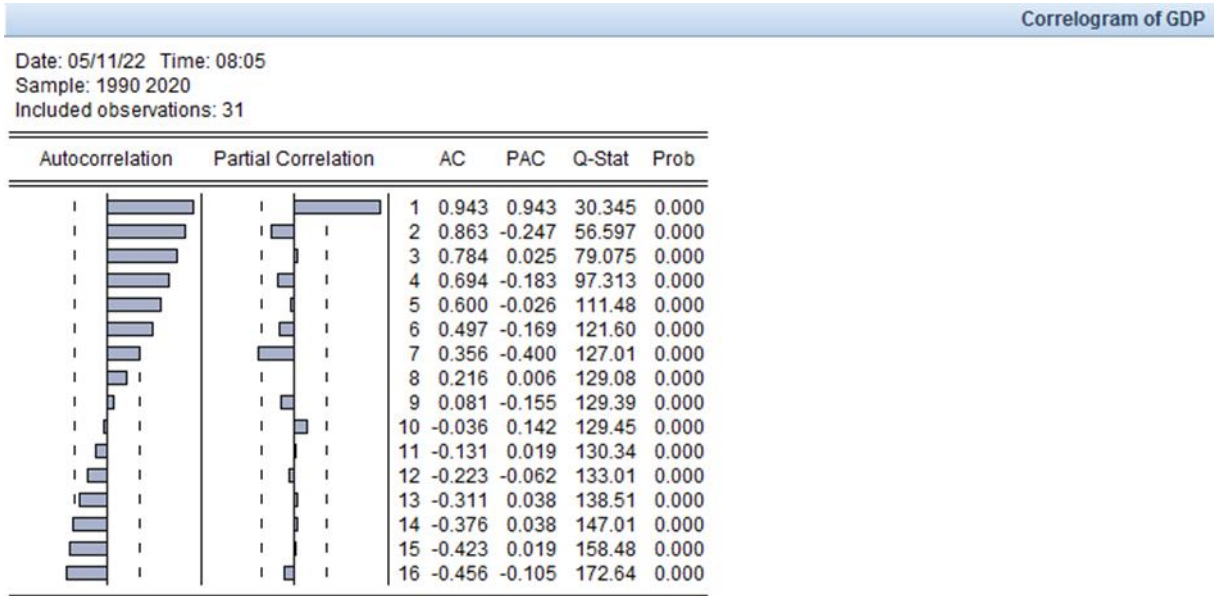 Correlogram of GDP
Date: 05/11/22 Time: 08:05
Sample: 1990 2020
Included observations: 31
Autocorrelation Partial Correlation AC PAC Q-Stat Prob
1 0.943 0.943 30.345 0.000
2 0.863 -0.247 56.597 0.000
3 0.784 0.025 79.075 0.000
4 0.694 -0.183 97.313 0.000
5 0.600 -0.026 111.48 0.000
6 0.497 -0.169 121.60 0.000
7 0.356 -0.400 127.01 0.000
8 0.216 0.006 129.08 0.000
9 0.081 -0.155 129.39 0.000
10 -0.036 0.142 129.45 0.000
11 -0.131 0.019 130.34 0.000
12 -0.223 -0.062 133.01 0.000
13 -0.311 0.038 138.51 0.000
14 -0.376 0.038 147.01 0.000
15 -0.423 0.019 158.48 0.000
16 -0.456 -0.105 172.64 0.000